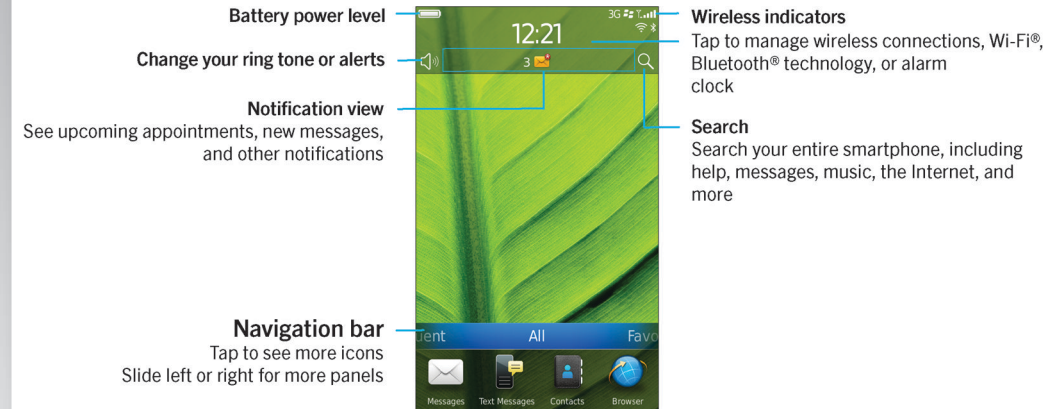 Battery power level
Change your ring tone or alerts
Notification view
See upcoming appointments, new messages,
and other notifications
Navigation bar
Tap to see more icons
Slide left or right for more panels
3G
12:21
3
uent All Favo
Messages Text Messages Contacts Browser
Wireless indicators
Tap to manage wireless connections, Wi-Fi®,
Bluetooth® technology, or alarm
clock
Search
Search your entire smartphone, including
help, messages, music, the Internet, and
more